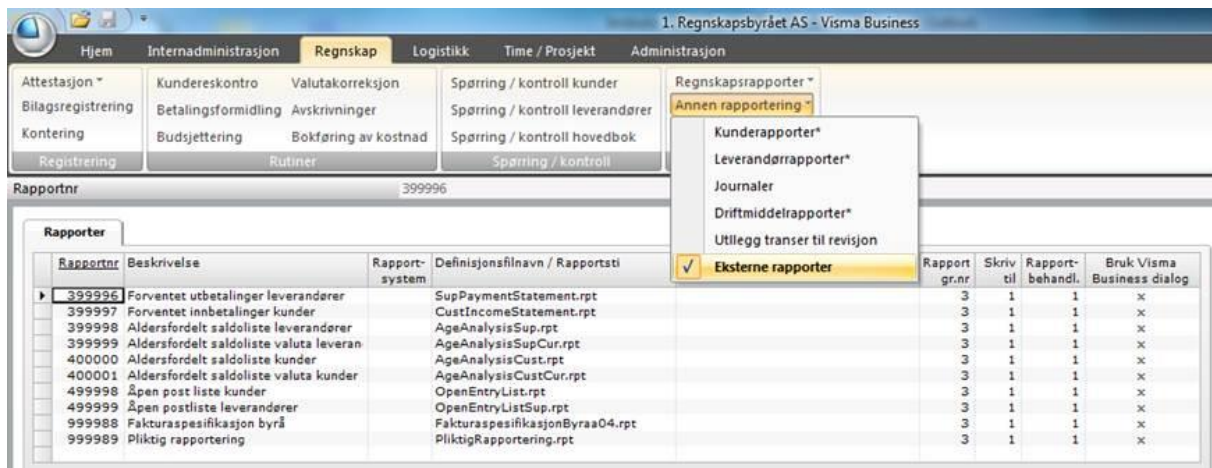 1. Regnskapsbyrået AS - Visma Business
Hjem Internadministrasjon Regnskap Logistikk Time / Prosjekt Administrasjon
Attestasjon Kundereskontro Valutakorreksjon Spørring / kontroll kunder Regnskapsrapporter
Bilagsregistrering Betalingsformidling Avskrivninger Spørring / kontroll leverandører Annen rapportering
Kontering Budsjettering Bokføring av kostnad Spørring / kontroll hovedbok
Registrering Rutiner Spørring / kontroll
Kunderapporter*
Leverandørrapporter*
Journaler
Driftmiddelrapporter*
Utllegg transer til revisjon
Eksterne rapporter
Rapportnr 399996
Rapporter
Rapportnr Beskrivelse Rapport- Definisjonsfilnavn / Rapportsti Rapport Skriv Rapport- Bruk Visma
system gr.nr til behandl. Business dialog
399996 Forventet utbetalinger leverandører SupPaymentStatement.rpt 3 1 1 x
399997 Forventet innbetalinger kunder CustIncomeStatement.rpt 3 1 1 x
399998 Aldersfordelt saldoliste leverandører AgeAnalysisSup.rpt 3 1 1 x
399999 Aldersfordelt saldoliste valuta leveran AgeAnalysisSupCur.rpt 3 1 1 x
400000 Aldersfordelt saldoliste kunder AgeAnalysisCust.rpt 3 1 1 x
400001 Aldersfordelt saldoliste valuta kunder AgeAnalysisCustCur.rpt 3 1 1 x
499998 Åpen post liste kunder OpenEntryList.rpt 3 1 1 x
499999 Åpen postliste leverandører OpenEntryListSup.rpt 3 1 1 x
999988 Fakturaspesifikasjon byrå FakturaspesifikasjonByraa04.rpt 3 1 1 x
999989 Pliktig rapportering PliktigRapportering.rpt 3 1 1 x